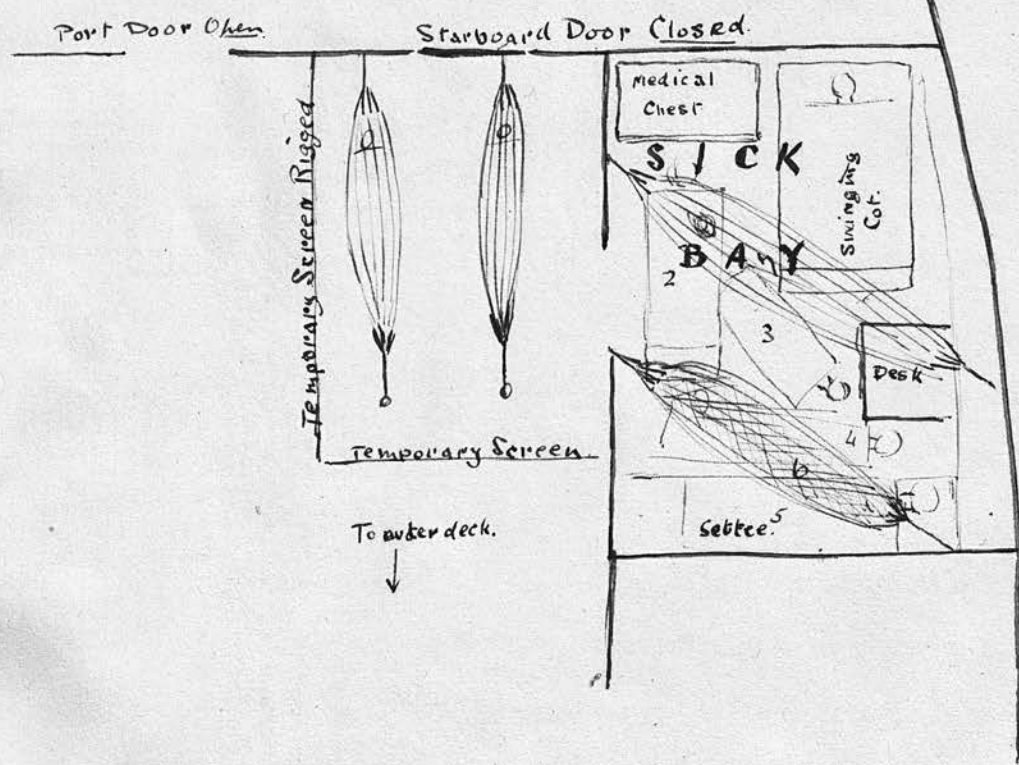 Port Door Open
Starboard Door Closed.
Temporary Screen Rigged
Medical
Chest
Swinging
Cot.
SICK
BAY
2
3
Desk
4
6
Temporary Screen
Settee 5
To outer deck.